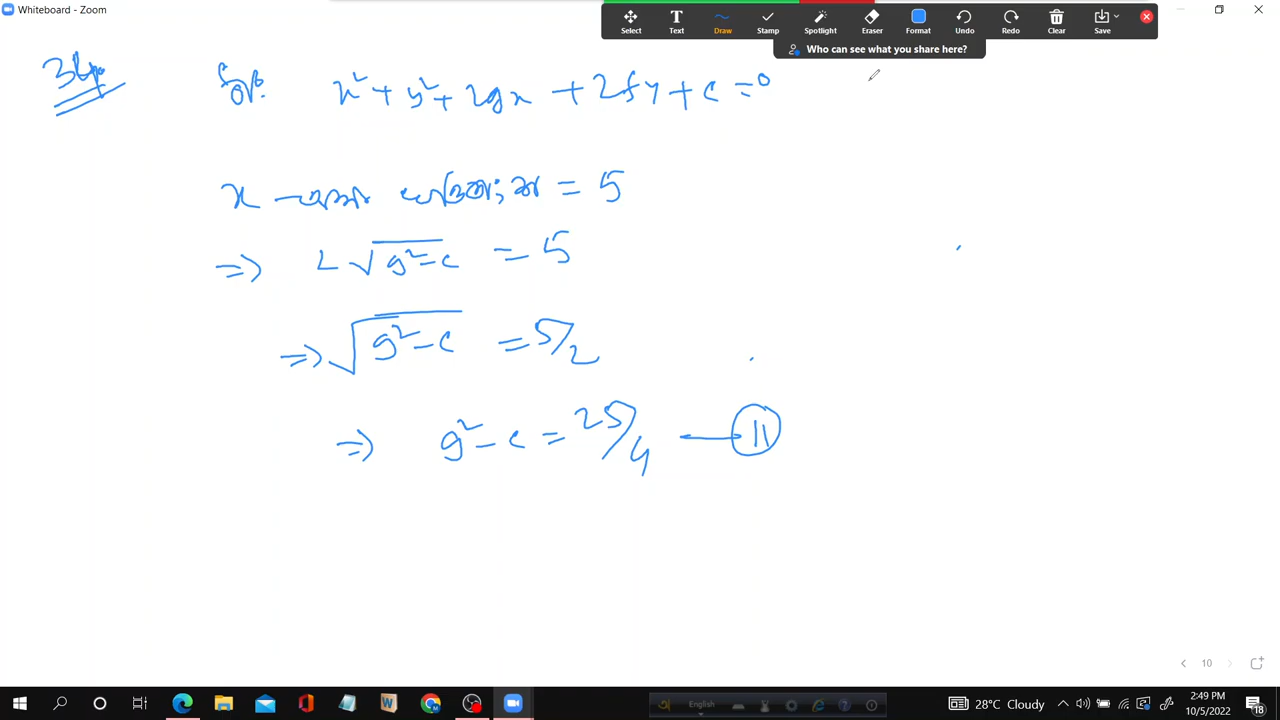 Whiteboard - Zoom
Select Text Draw Stamp Spotlight Eraser Format Undo Redo Clear Save
Who can see what you share here?
x² + y² + 2gx + 2fy + c = 0
x - = 5
⇒ 2√g²-c = 5
⇒ √g²-c = 5/2
⇒ g² - c = 25/4 — II
10
English
28°C Cloudy
2:49 PM
10/5/2022
18